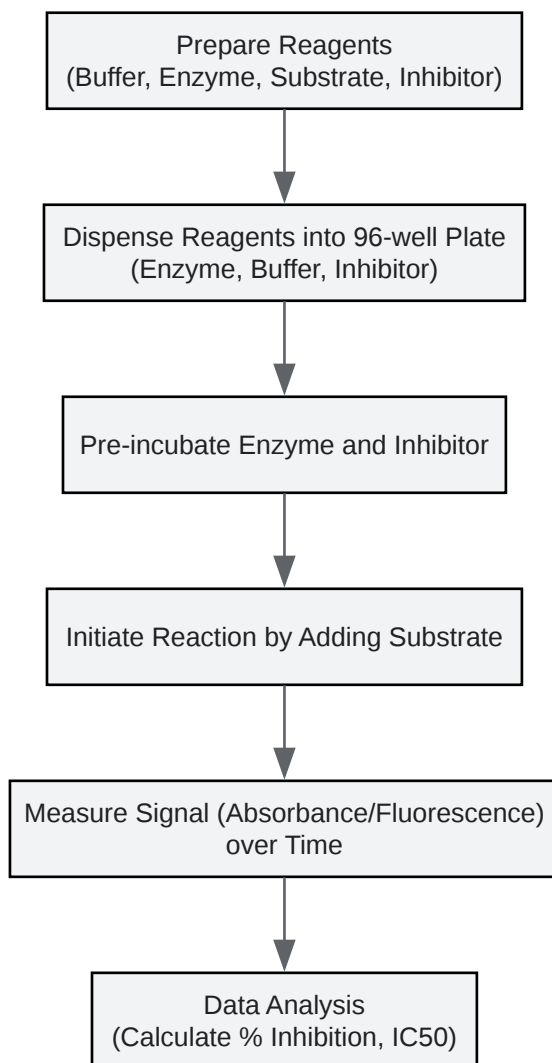 Prepare Reagents
(Buffer, Enzyme, Substrate, Inhibitor)
Dispense Reagents into 96-well Plate
(Enzyme, Buffer, Inhibitor)
Pre-incubate Enzyme and Inhibitor
Initiate Reaction by Adding Substrate
Measure Signal (Absorbance/Fluorescence)
over Time
Data Analysis
(Calculate % Inhibition, IC50)